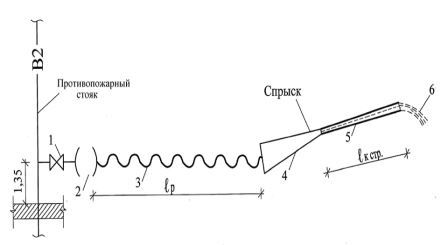 В2
Противопожарный
стояк
Спрыск
1
2
3
4
5
6
1,35
ℓр
ℓк стр.